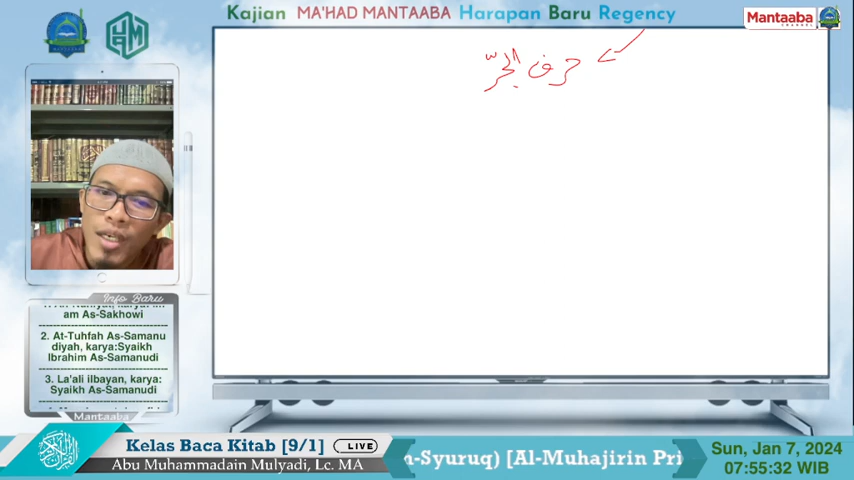 Kajian MA'HAD MANTAABA Harapan Baru Regency
Mantaaba
CHANNEL
حرف الجرّ
Info Baru
am As-Sakhowi
2. At-Tuhfah As-Samanu
diyah, karya:Syaikh
Ibrahim As-Samanudi
3. La'ali ilbayan, karya:
Syaikh As-Samanudi
Mantaaba
Kelas Baca Kitab [9/1]
LIVE
Abu Muhammadain Mulyadi, Lc. MA
n-Syuruq) [Al-Muhajirin Pri
Sun, Jan 7, 2024
07:55:32 WIB